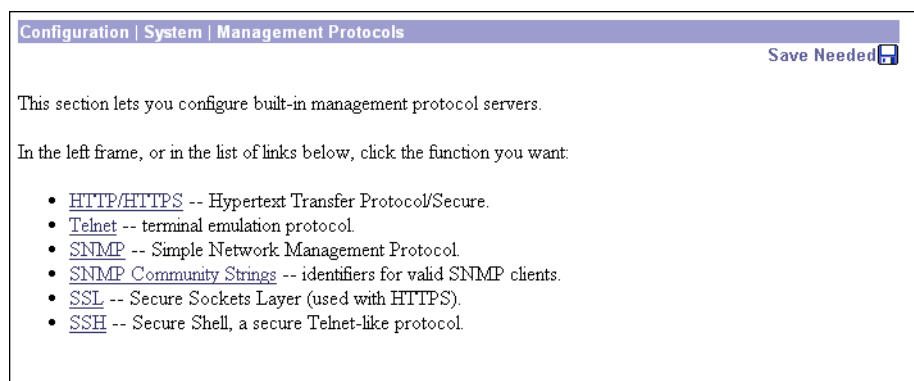 Configuration | System | Management Protocols
Save Needed
This section lets you configure built-in management protocol servers.
In the left frame, or in the list of links below, click the function you want:
• HTTP/HTTPS -- Hypertext Transfer Protocol/Secure.
• Telnet -- terminal emulation protocol.
• SNMP -- Simple Network Management Protocol.
• SNMP Community Strings -- identifiers for valid SNMP clients.
• SSL -- Secure Sockets Layer (used with HTTPS).
• SSH -- Secure Shell, a secure Telnet-like protocol.